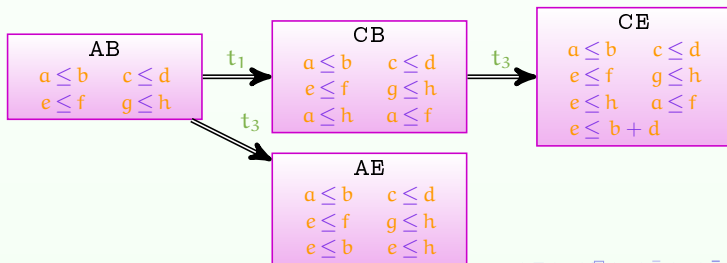 AB
a ≤ b c ≤ d
e ≤ f g ≤ h
t₁
t₃
CB
a ≤ b c ≤ d
e ≤ f g ≤ h
a ≤ h a ≤ f
t₃
CE
a ≤ b c ≤ d
e ≤ f g ≤ h
e ≤ h a ≤ f
e ≤ b + d
AE
a ≤ b c ≤ d
e ≤ f g ≤ h
e ≤ b e ≤ h